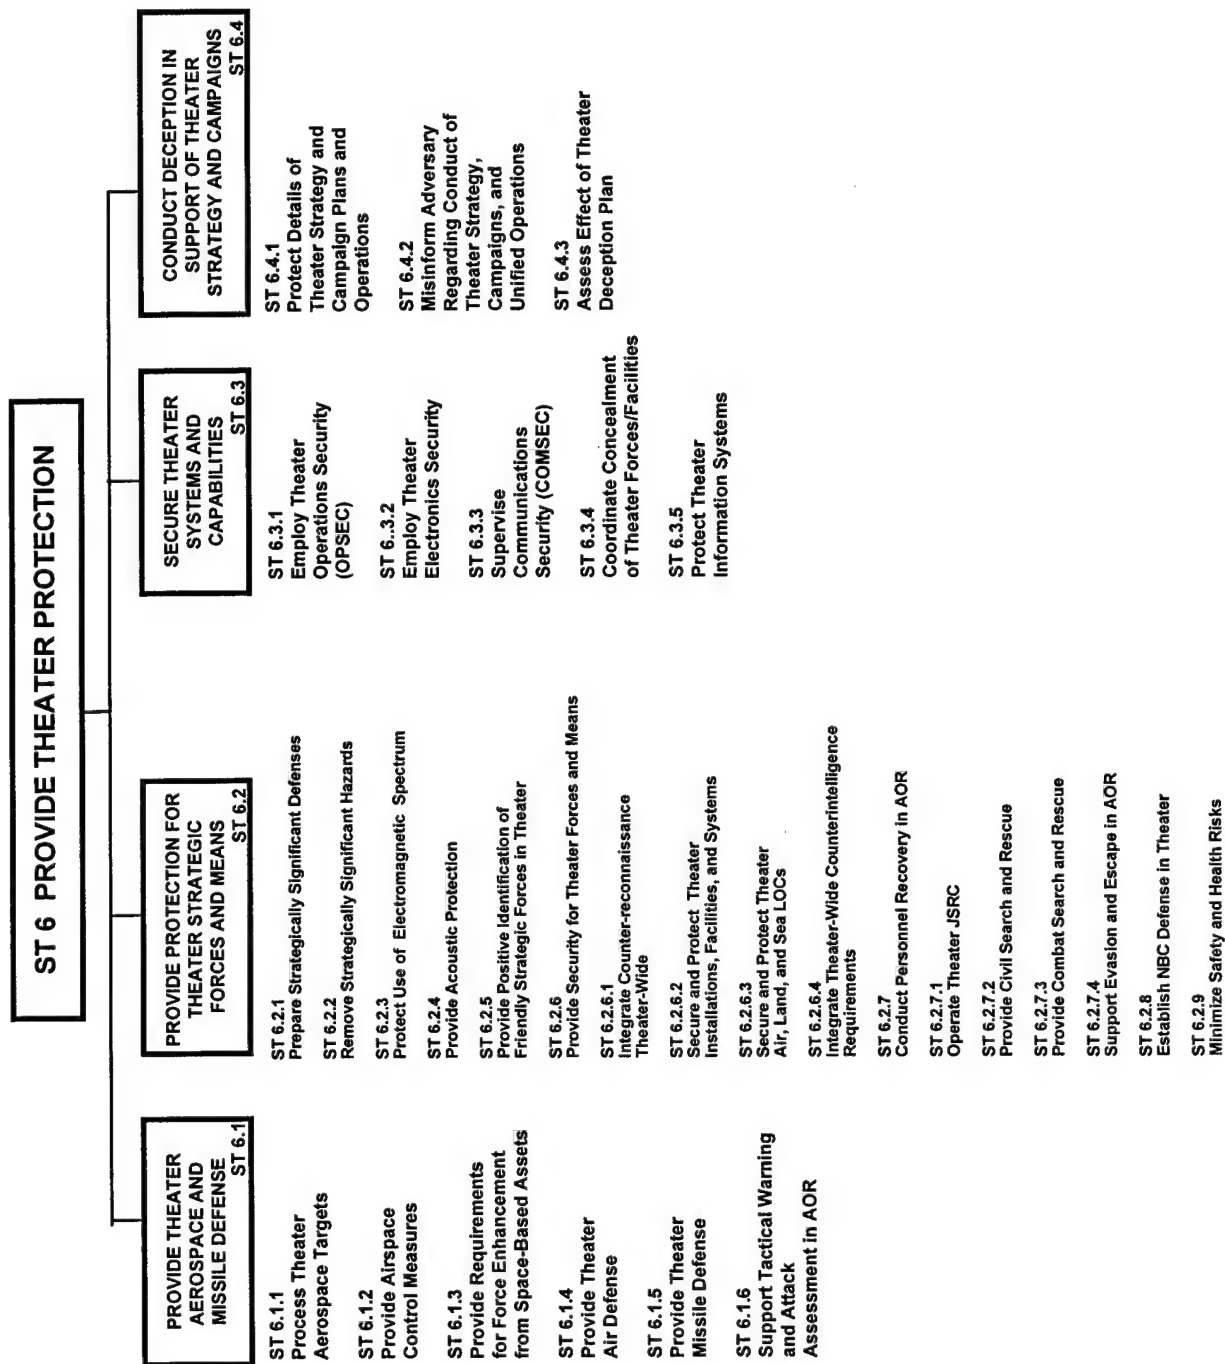 ST 6 PROVIDE THEATER PROTECTION
PROVIDE THEATER
AEROSPACE AND
MISSILE DEFENSE
ST 6.1
ST 6.1.1
Process Theater
Aerospace Targets
ST 6.1.2
Provide Airspace
Control Measures
ST 6.1.3
Provide Requirements
for Force Enhancement
from Space-Based Assets
ST 6.1.4
Provide Theater
Air Defense
ST 6.1.5
Provide Theater
Missile Defense
ST 6.1.6
Support Tactical Warning
and Attack
Assessment in AOR
PROVIDE PROTECTION FOR
THEATER STRATEGIC
FORCES AND MEANS
ST 6.2
ST 6.2.1
Prepare Strategically Significant Defenses
ST 6.2.2
Remove Strategically Significant Hazards
ST 6.2.3
Protect Use of Electromagnetic Spectrum
ST 6.2.4
Provide Acoustic Protection
ST 6.2.5
Provide Positive Identification of
Friendly Strategic Forces in Theater
ST 6.2.6
Provide Security for Theater Forces and Means
ST 6.2.6.1
Integrate Counter-reconnaissance
Theater-Wide
ST 6.2.6.2
Secure and Protect Theater
Installations, Facilities, and Systems
ST 6.2.6.3
Secure and Protect Theater
Air, Land, and Sea LOCs
ST 6.2.6.4
Integrate Theater-Wide Counterintelligence
Requirements
ST 6.2.7
Conduct Personnel Recovery in AOR
ST 6.2.7.1
Operate Theater JSRC
ST 6.2.7.2
Provide Civil Search and Rescue
ST 6.2.7.3
Provide Combat Search and Rescue
ST 6.2.7.4
Support Evasion and Escape in AOR
ST 6.2.8
Establish NBC Defense in Theater
ST 6.2.9
Minimize Safety and Health Risks
SECURE THEATER
SYSTEMS AND
CAPABILITIES
ST 6.3
ST 6.3.1
Employ Theater
Operations Security
(OPSEC)
ST 6..3.2
Employ Theater
Electronics Security
ST 6.3.3
Supervise
Communications
Security (COMSEC)
ST 6.3.4
Coordinate Concealment
of Theater Forces/Facilities
ST 6.3.5
Protect Theater
Information Systems
CONDUCT DECEPTION IN
SUPPORT OF THEATER
STRATEGY AND CAMPAIGNS
ST 6.4
ST 6.4.1
Protect Details of
Theater Strategy and
Campaign Plans and
Operations
ST 6.4.2
Misinform Adversary
Regarding Conduct of
Theater Strategy,
Campaigns, and
Unified Operations
ST 6.4.3
Assess Effect of Theater
Deception Plan